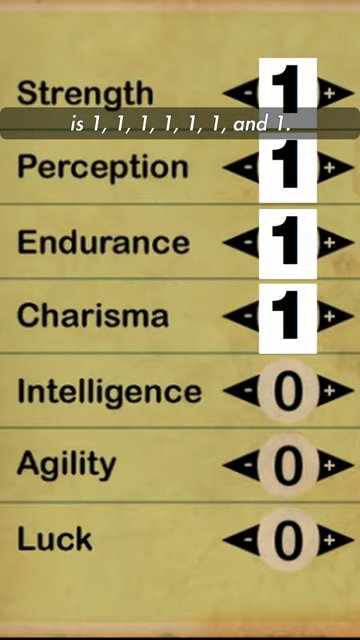 Strength - 1 +
is 1, 1, 1, 1, 1, 1, and 1.
Perception - 1 +
Endurance - 1 +
Charisma - 1 +
Intelligence - 0 +
Agility - 0 +
Luck - 0 +